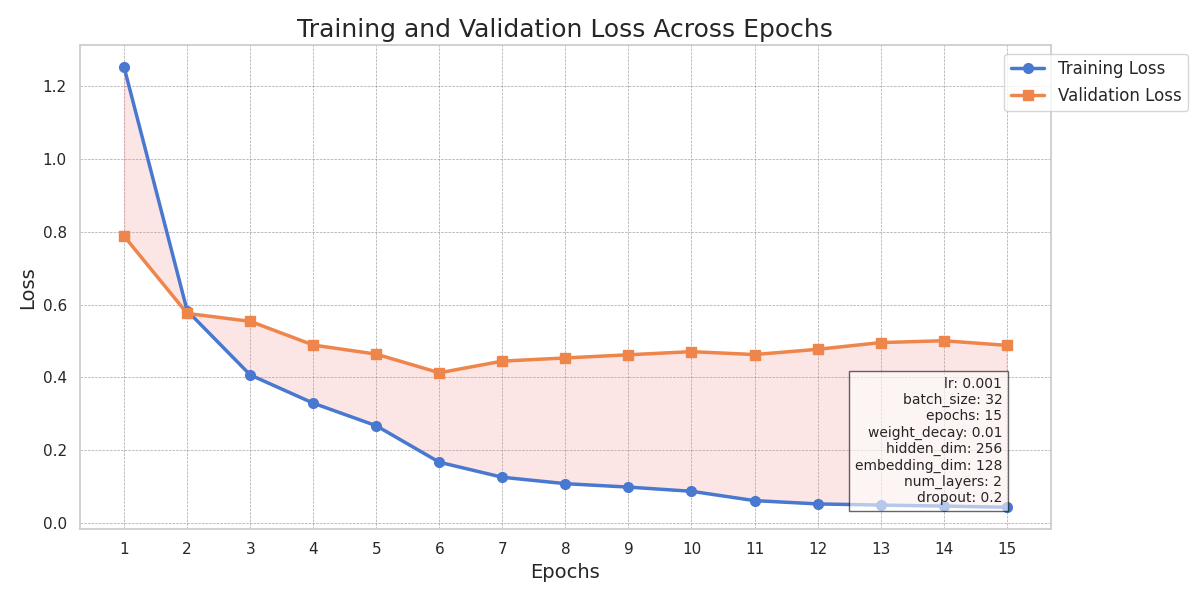 Training and Validation Loss Across Epochs
Training Loss
Validation Loss
Loss
1.2
1.0
0.8
0.6
0.4
0.2
0.0
lr: 0.001
batch_size: 32
epochs: 15
weight_decay: 0.01
hidden_dim: 256
embedding_dim: 128
num_layers: 2
dropout: 0.2
1 2 3 4 5 6 7 8 9 10 11 12 13 14 15
Epochs